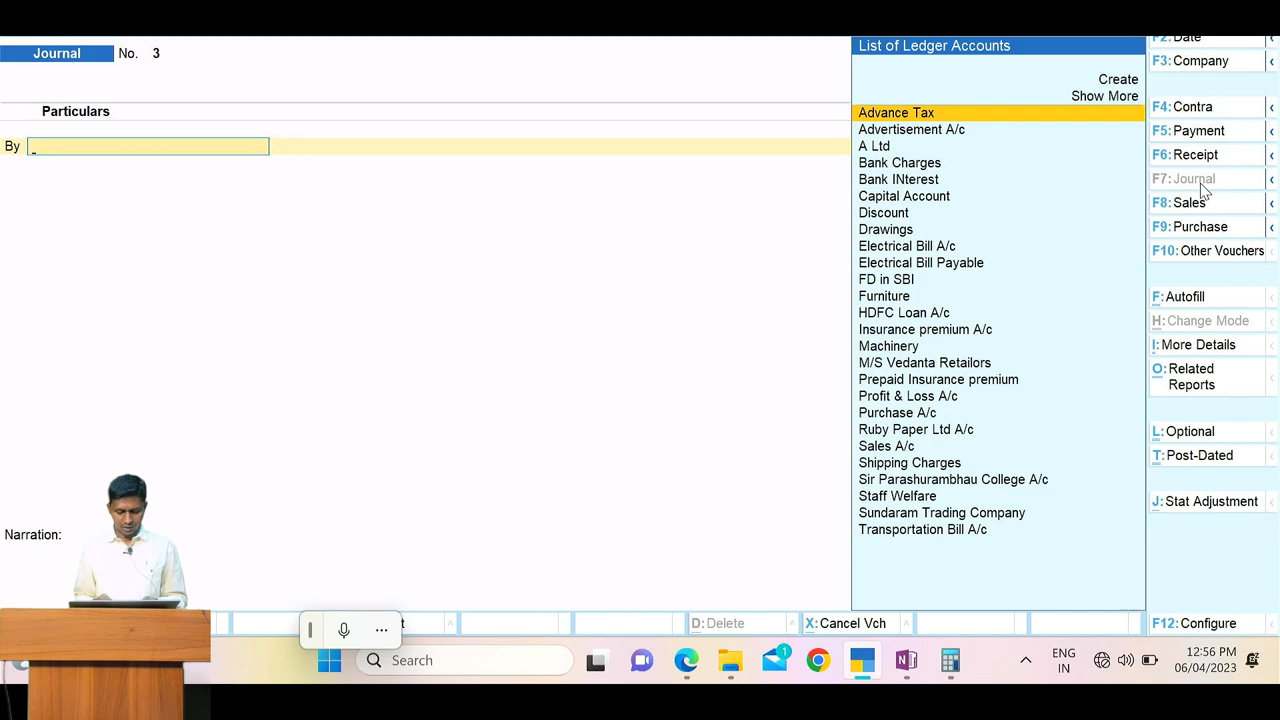 Journal No. 3
Particulars
By
Narration:
List of Ledger Accounts
Create
Show More
Advance Tax
Advertisement A/c
A Ltd
Bank Charges
Bank INterest
Capital Account
Discount
Drawings
Electrical Bill A/c
Electrical Bill Payable
FD in SBI
Furniture
HDFC Loan A/c
Insurance premium A/c
Machinery
M/S Vedanta Retailors
Prepaid Insurance premium
Profit & Loss A/c
Purchase A/c
Ruby Paper Ltd A/c
Sales A/c
Shipping Charges
Sir Parashurambhau College A/c
Staff Welfare
Sundaram Trading Company
Transportation Bill A/c
F2: Date
F3: Company
F4: Contra
F5: Payment
F6: Receipt
F7: Journal
F8: Sales
F9: Purchase
F10: Other Vouchers
F: Autofill
H: Change Mode
I: More Details
O: Related
Reports
L: Optional
T: Post-Dated
J: Stat Adjustment
D: Delete
X: Cancel Vch
F12: Configure
Search
1
ENG
IN
12:56 PM
06/04/2023